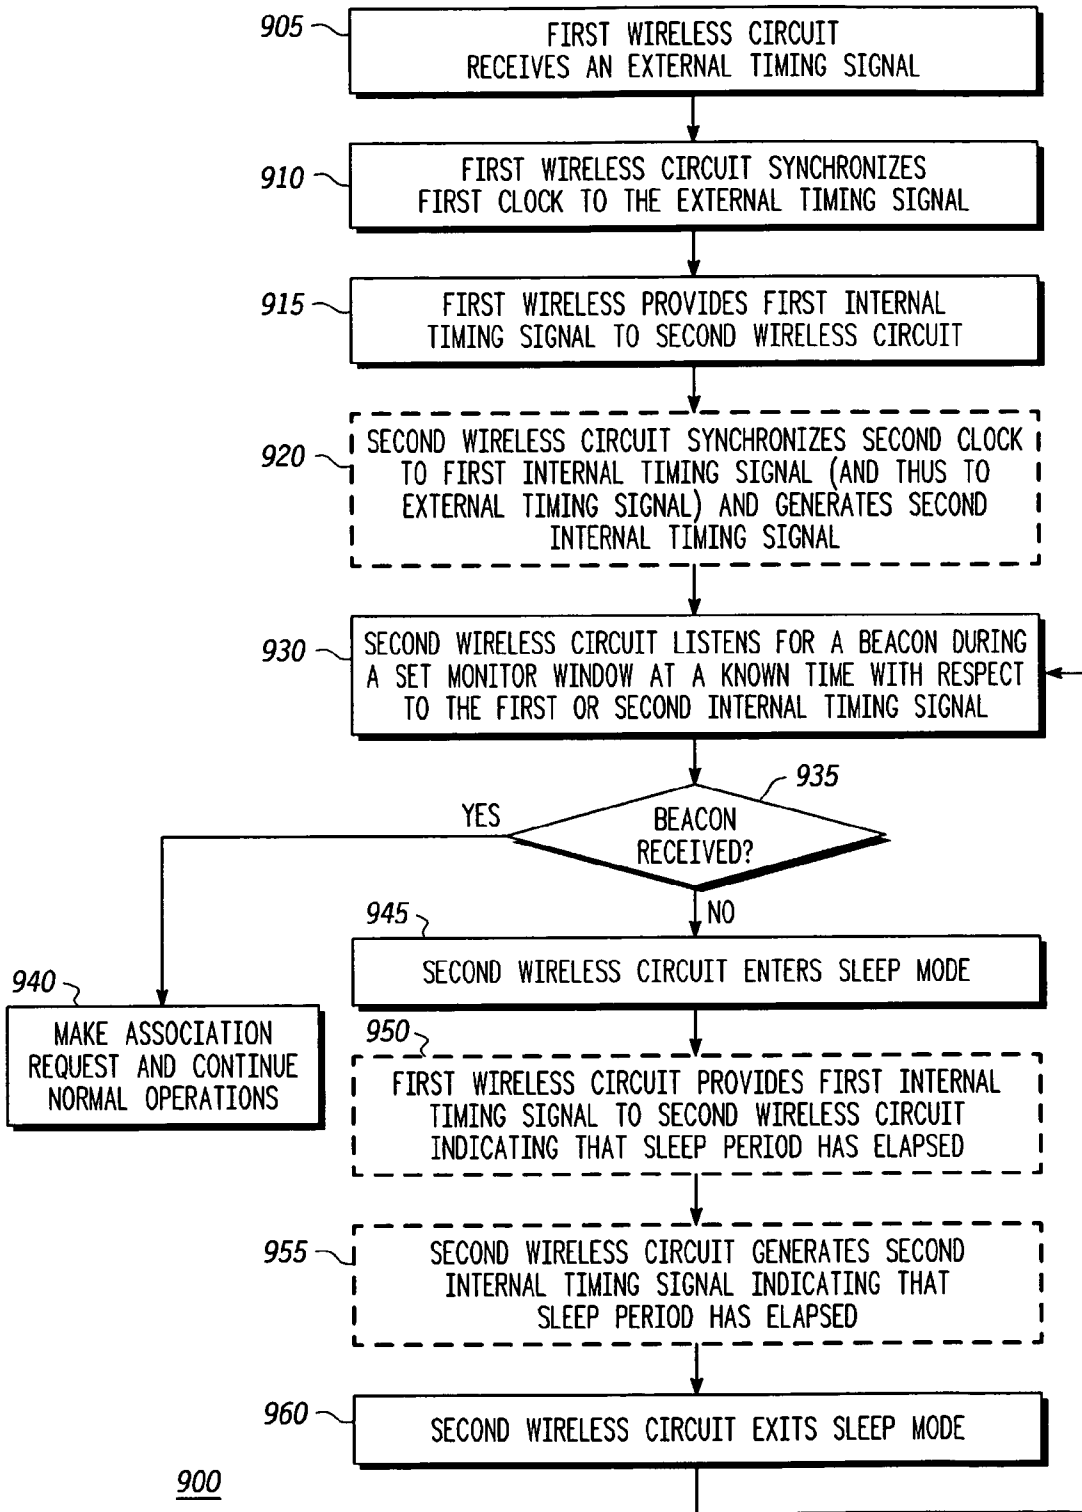 905
FIRST WIRELESS CIRCUIT
RECEIVES AN EXTERNAL TIMING SIGNAL
910
FIRST WIRELESS CIRCUIT SYNCHRONIZES
FIRST CLOCK TO THE EXTERNAL TIMING SIGNAL
915
FIRST WIRELESS PROVIDES FIRST INTERNAL
TIMING SIGNAL TO SECOND WIRELESS CIRCUIT
920
SECOND WIRELESS CIRCUIT SYNCHRONIZES SECOND CLOCK
TO FIRST INTERNAL TIMING SIGNAL (AND THUS TO
EXTERNAL TIMING SIGNAL) AND GENERATES SECOND
INTERNAL TIMING SIGNAL
930
SECOND WIRELESS CIRCUIT LISTENS FOR A BEACON DURING
A SET MONITOR WINDOW AT A KNOWN TIME WITH RESPECT
TO THE FIRST OR SECOND INTERNAL TIMING SIGNAL
935
YES
BEACON
RECEIVED?
NO
945
SECOND WIRELESS CIRCUIT ENTERS SLEEP MODE
940
MAKE ASSOCIATION
REQUEST AND CONTINUE
NORMAL OPERATIONS
950
FIRST WIRELESS CIRCUIT PROVIDES FIRST INTERNAL
TIMING SIGNAL TO SECOND WIRELESS CIRCUIT
INDICATING THAT SLEEP PERIOD HAS ELAPSED
955
SECOND WIRELESS CIRCUIT GENERATES SECOND
INTERNAL TIMING SIGNAL INDICATING THAT
SLEEP PERIOD HAS ELAPSED
960
SECOND WIRELESS CIRCUIT EXITS SLEEP MODE
900